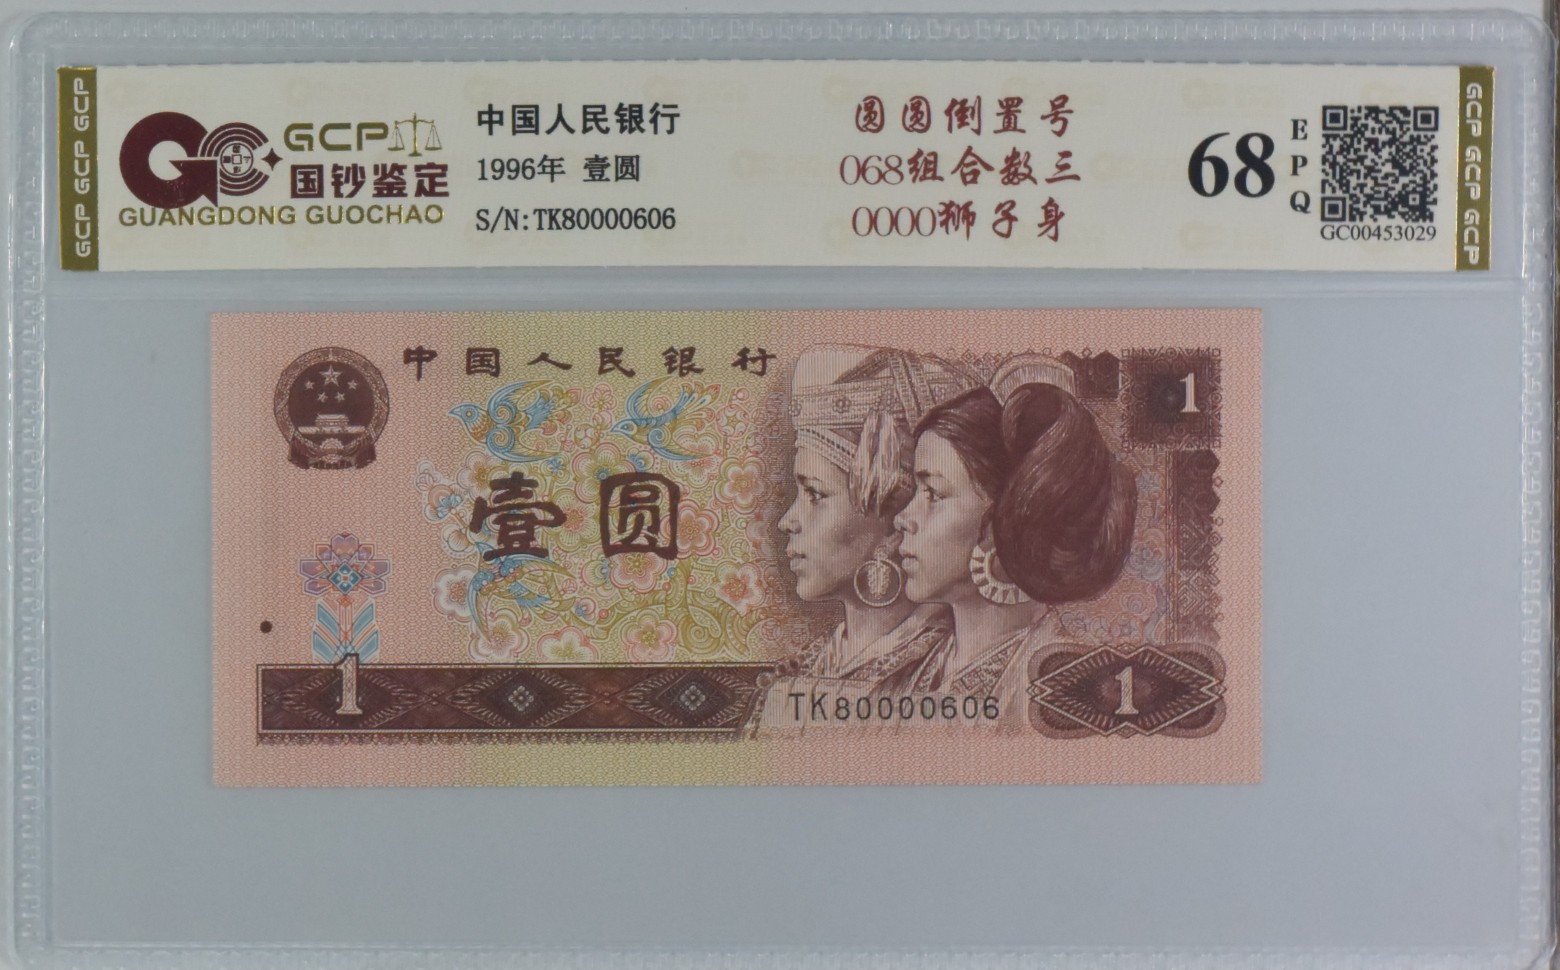 GCP GCP GCP
GCP
国钞鉴定
GUANGDONG GUOCHAO
中国人民银行
1996年 壹圆
S/N:TK80000606
圆圆倒置号
068组合数三
0000狮子身
68
EPQ
GC00453029
GCP GCP GCP
中国人民银行
1
壹圆
1
TK80000606
1